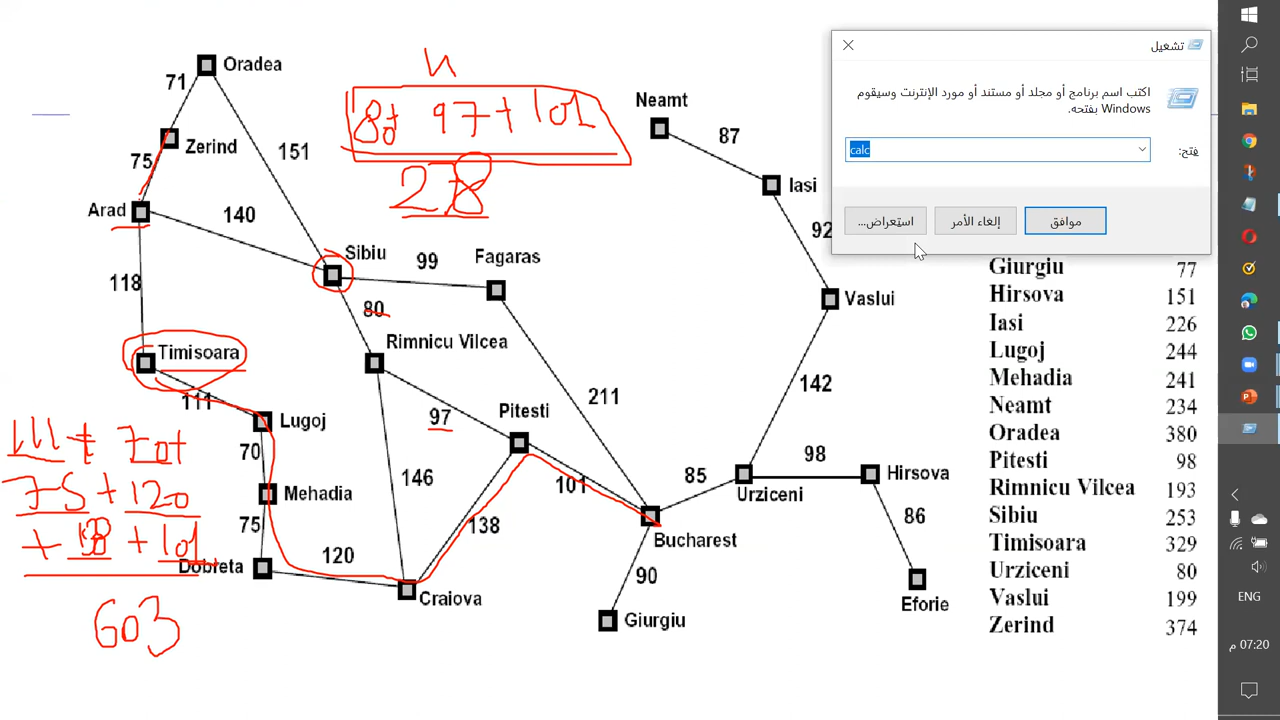 Oradea
71
Zerind
75
151
Arad
140
Sibiu
99
Fagaras
118
80
Timisoara
Rimnicu Vilcea
111
Lugoj
97
Pitesti
211
70
Mehadia
146
101
75
138
120
Dobreta
Craiova
Bucharest
90
Giurgiu
85
Urziceni
98
Hirsova
86
Eforie
142
Vaslui
92
Iasi
87
Neamt
h
80+ 97+ 101
278
111 + 70+
75 + 120
+ 138 + 101
603
تشغيل
اكتب اسم برنامج أو مجلد أو مستند أو مورد الإنترنت وسيقوم
Windows بفتحه.
فتح:
calc
موافق
إلغاء الأمر
استعراض...
Giurgiu 77
Hirsova 151
Iasi 226
Lugoj 244
Mehadia 241
Neamt 234
Oradea 380
Pitesti 98
Rimnicu Vilcea 193
Sibiu 253
Timisoara 329
Urziceni 80
Vaslui 199
Zerind 374
ENG
07:20 م